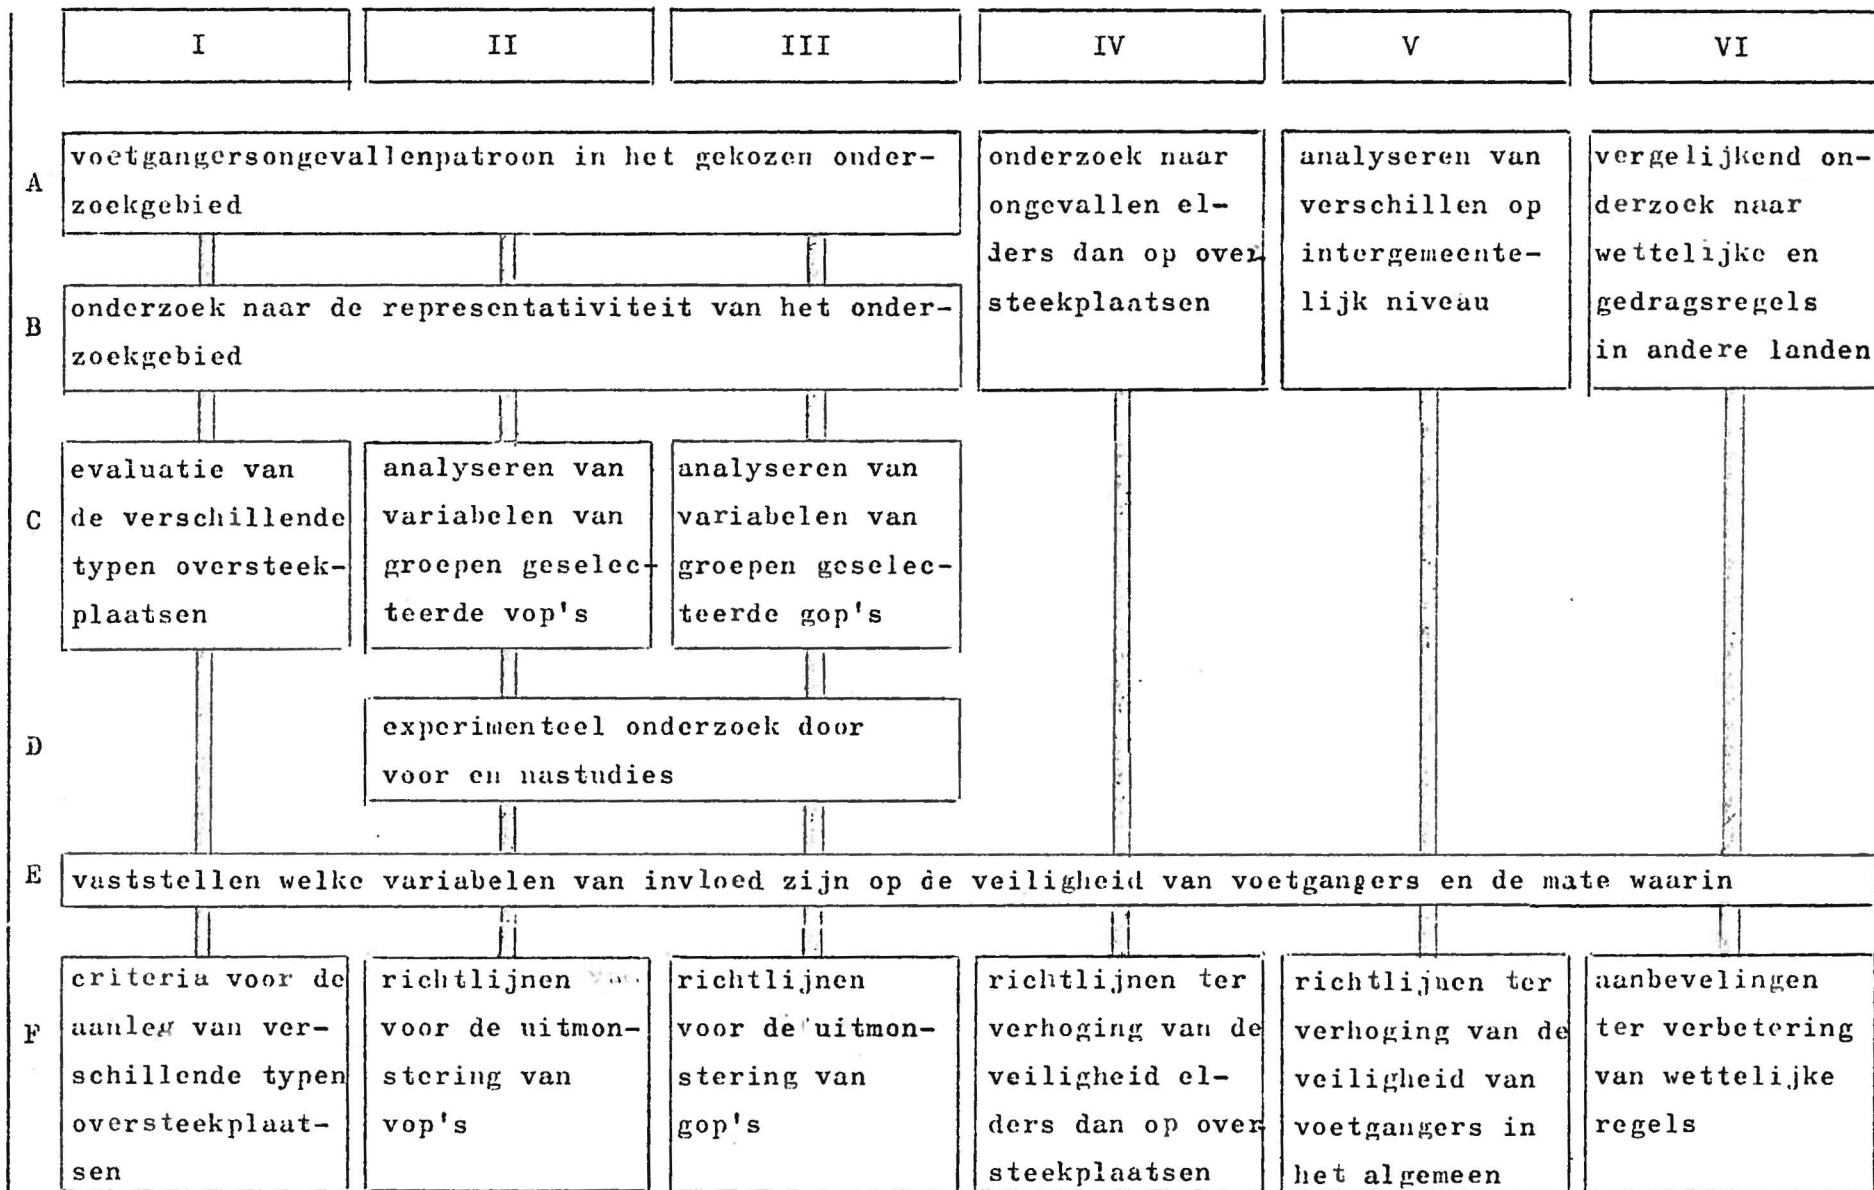 I II III IV V VI
A
voetgangersongevallenpatroon in het gekozen onder-
zoekgebied
onderzoek naar
ongevallen el-
ders dan op over
steekplaatsen
analyseren van
verschillen op
intergemeente-
lijk niveau
vergelijkend on-
derzoek naar
wettelijke en
gedragsregels
in andere landen
B
onderzoek naar de representativiteit van het onder-
zoekgebied
C
evaluatie van
de verschillende
typen oversteek-
plaatsen
analyseren van
variabelen van
groepen geselec-
teerde vop's
analyseren van
variabelen van
groepen geselec-
teerde gop's
D
experimenteel onderzoek door
voor en nastudies
E
vaststellen welke variabelen van invloed zijn op de veiligheid van voetgangers en de mate waarin
F
criteria voor de
aanleg van ver-
schillende typen
oversteekplaat-
sen
richtlijnen
voor de uitmon-
stering van
vop's
richtlijnen
voor de uitmon-
stering van
gop's
richtlijnen ter
verhoging van de
veiligheid el-
ders dan op over
steekplaatsen
richtlijnen ter
verhoging van de
veiligheid van
voetgangers in
het algemeen
aanbevelingen
ter verbetering
van wettelijke
regels